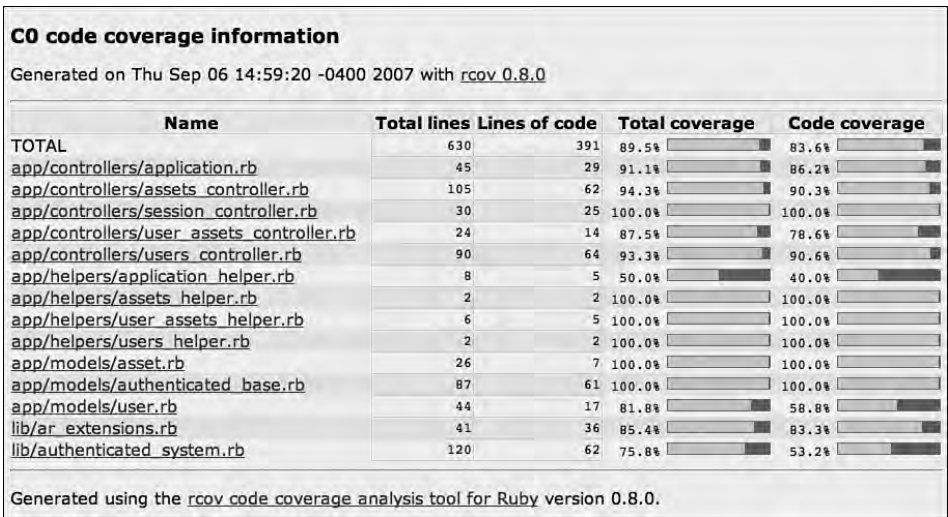 C0 code coverage information
Generated on Thu Sep 06 14:59:20 -0400 2007 with rcov 0.8.0
Name Total lines Lines of code Total coverage Code coverage
TOTAL 630 391 89.5% 83.6%
app/controllers/application.rb 45 29 91.1% 86.2%
app/controllers/assets_controller.rb 105 62 94.3% 90.3%
app/controllers/session_controller.rb 30 25 100.0% 100.0%
app/controllers/user_assets_controller.rb 24 14 87.5% 78.6%
app/controllers/users_controller.rb 90 64 93.3% 90.6%
app/helpers/application_helper.rb 8 5 50.0% 40.0%
app/helpers/assets_helper.rb 2 2 100.0% 100.0%
app/helpers/user_assets_helper.rb 6 5 100.0% 100.0%
app/helpers/users_helper.rb 2 2 100.0% 100.0%
app/models/asset.rb 26 7 100.0% 100.0%
app/models/authenticated_base.rb 87 61 100.0% 100.0%
app/models/user.rb 44 17 81.8% 58.8%
lib/ar_extensions.rb 41 36 85.4% 83.3%
lib/authenticated_system.rb 120 62 75.8% 53.2%
Generated using the rcov code coverage analysis tool for Ruby version 0.8.0.